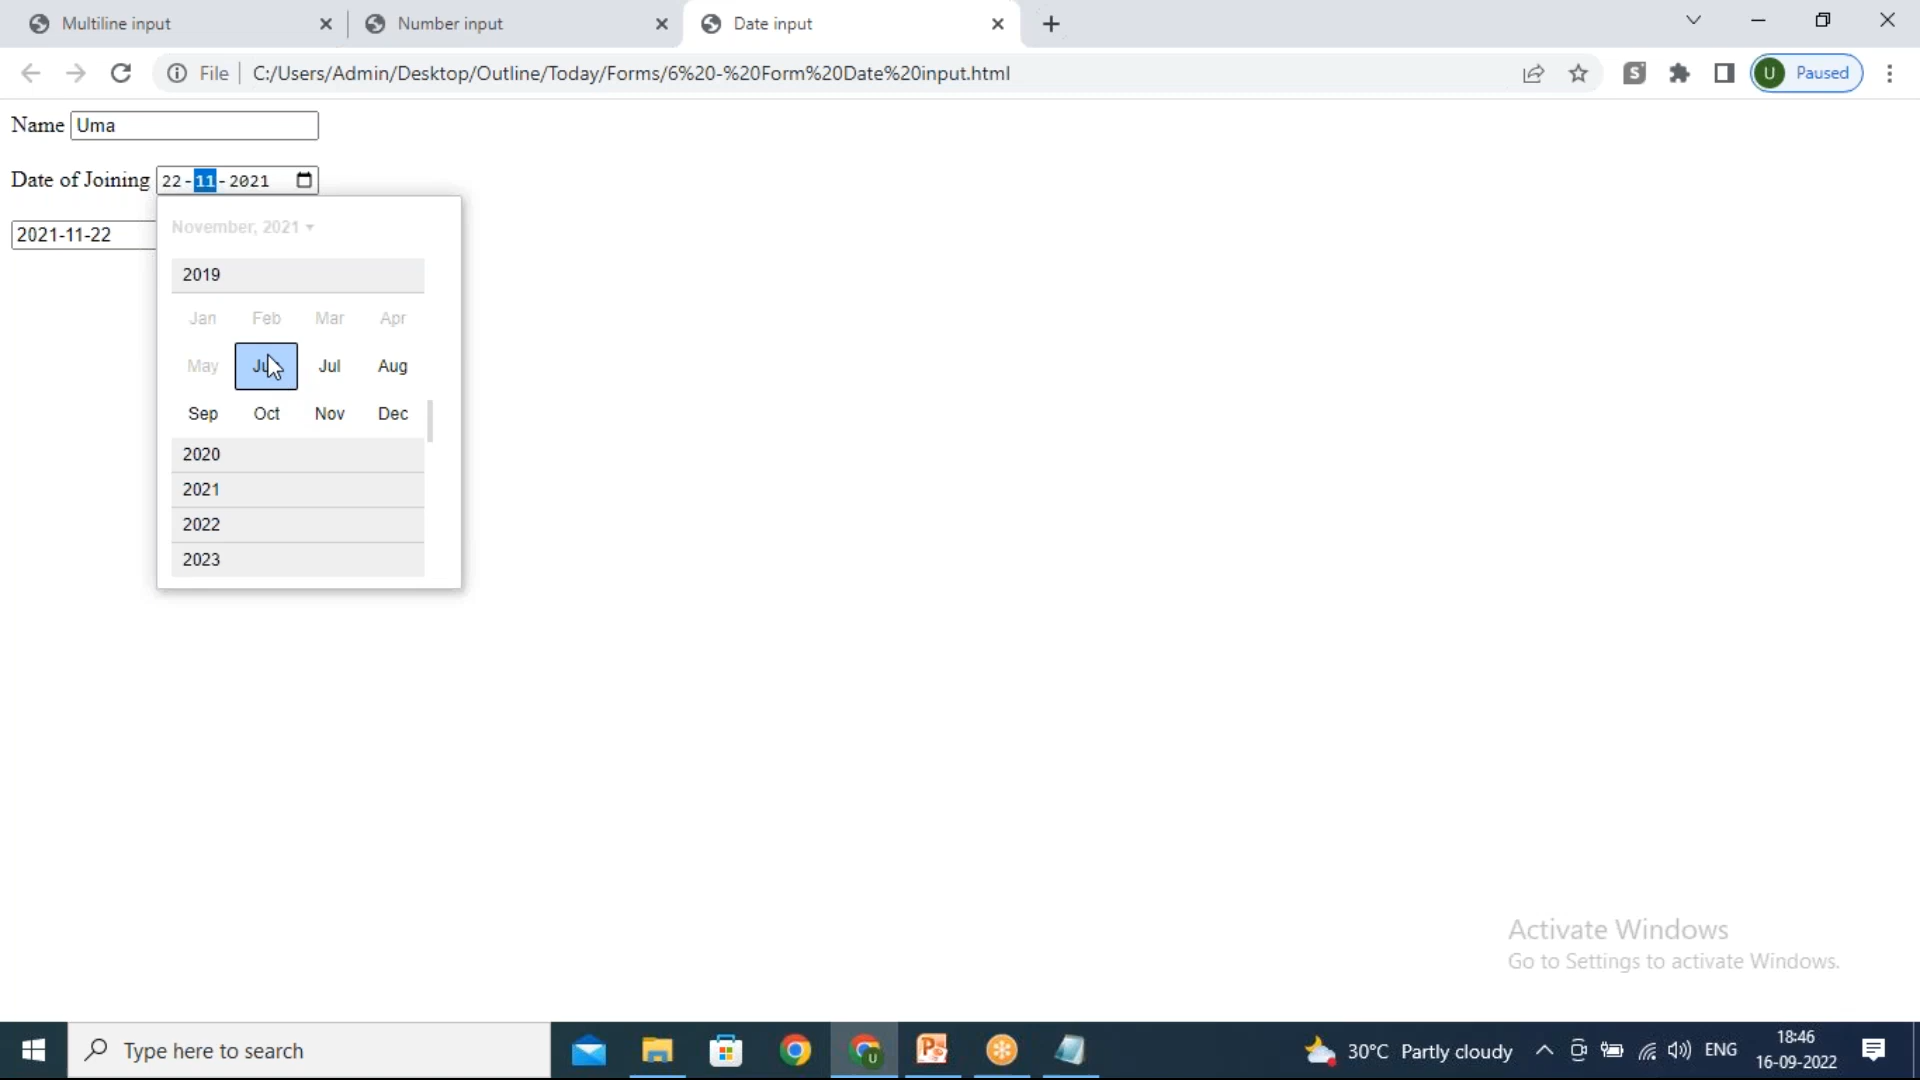 Multiline input
Number input
Date input
File C:/Users/Admin/Desktop/Outline/Today/Forms/6%20-%20Form%20Date%20input.html
S
U Paused
Name Uma
Date of Joining 22-11-2021
2021-11-22
November, 2021
2019
Jan Feb Mar Apr
May Jun Jul Aug
Sep Oct Nov Dec
2020
2021
2022
2023
Activate Windows
Go to Settings to activate Windows.
Type here to search
30°C Partly cloudy
ENG
18:46
16-09-2022